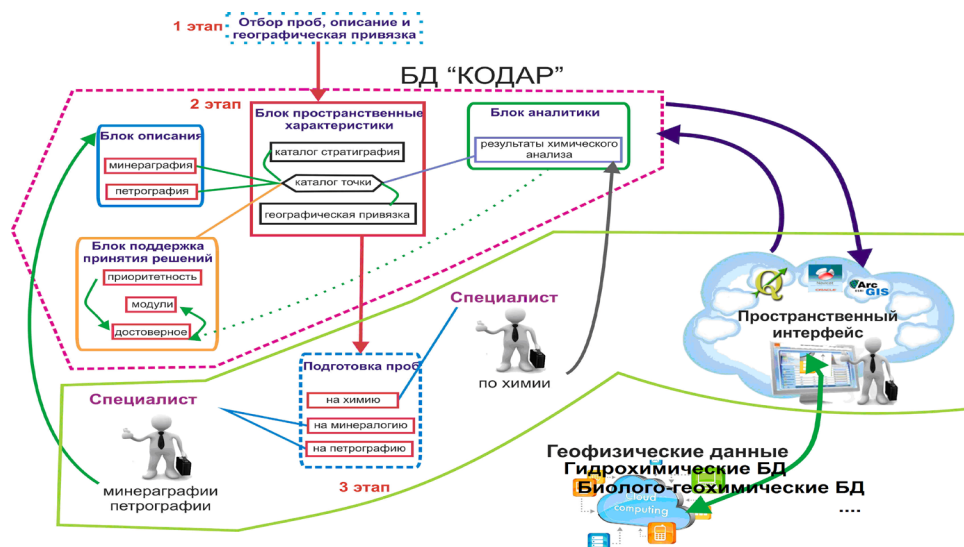 1 этап
Отбор проб, описание и
географическая привязка
БД “КОДАР”
2 этап
Блок описания
минераграфия
петрография
Блок пространственные
характеристики
каталог стратиграфия
каталог точки
географическая привязка
Блок аналитики
результаты химического
анализа
Блок поддержка
принятия решений
приоритетность
модули
достоверное
Подготовка проб
на химию
на минералогию
на петрографию
3 этап
Специалист
по химии
Специалист
минераграфии
петрографии
Arc
GIS
Пространственный
интерфейс
Геофизические данные
Гидрохимические БД
Биолого-геохимические БД
....
Cloud
computing